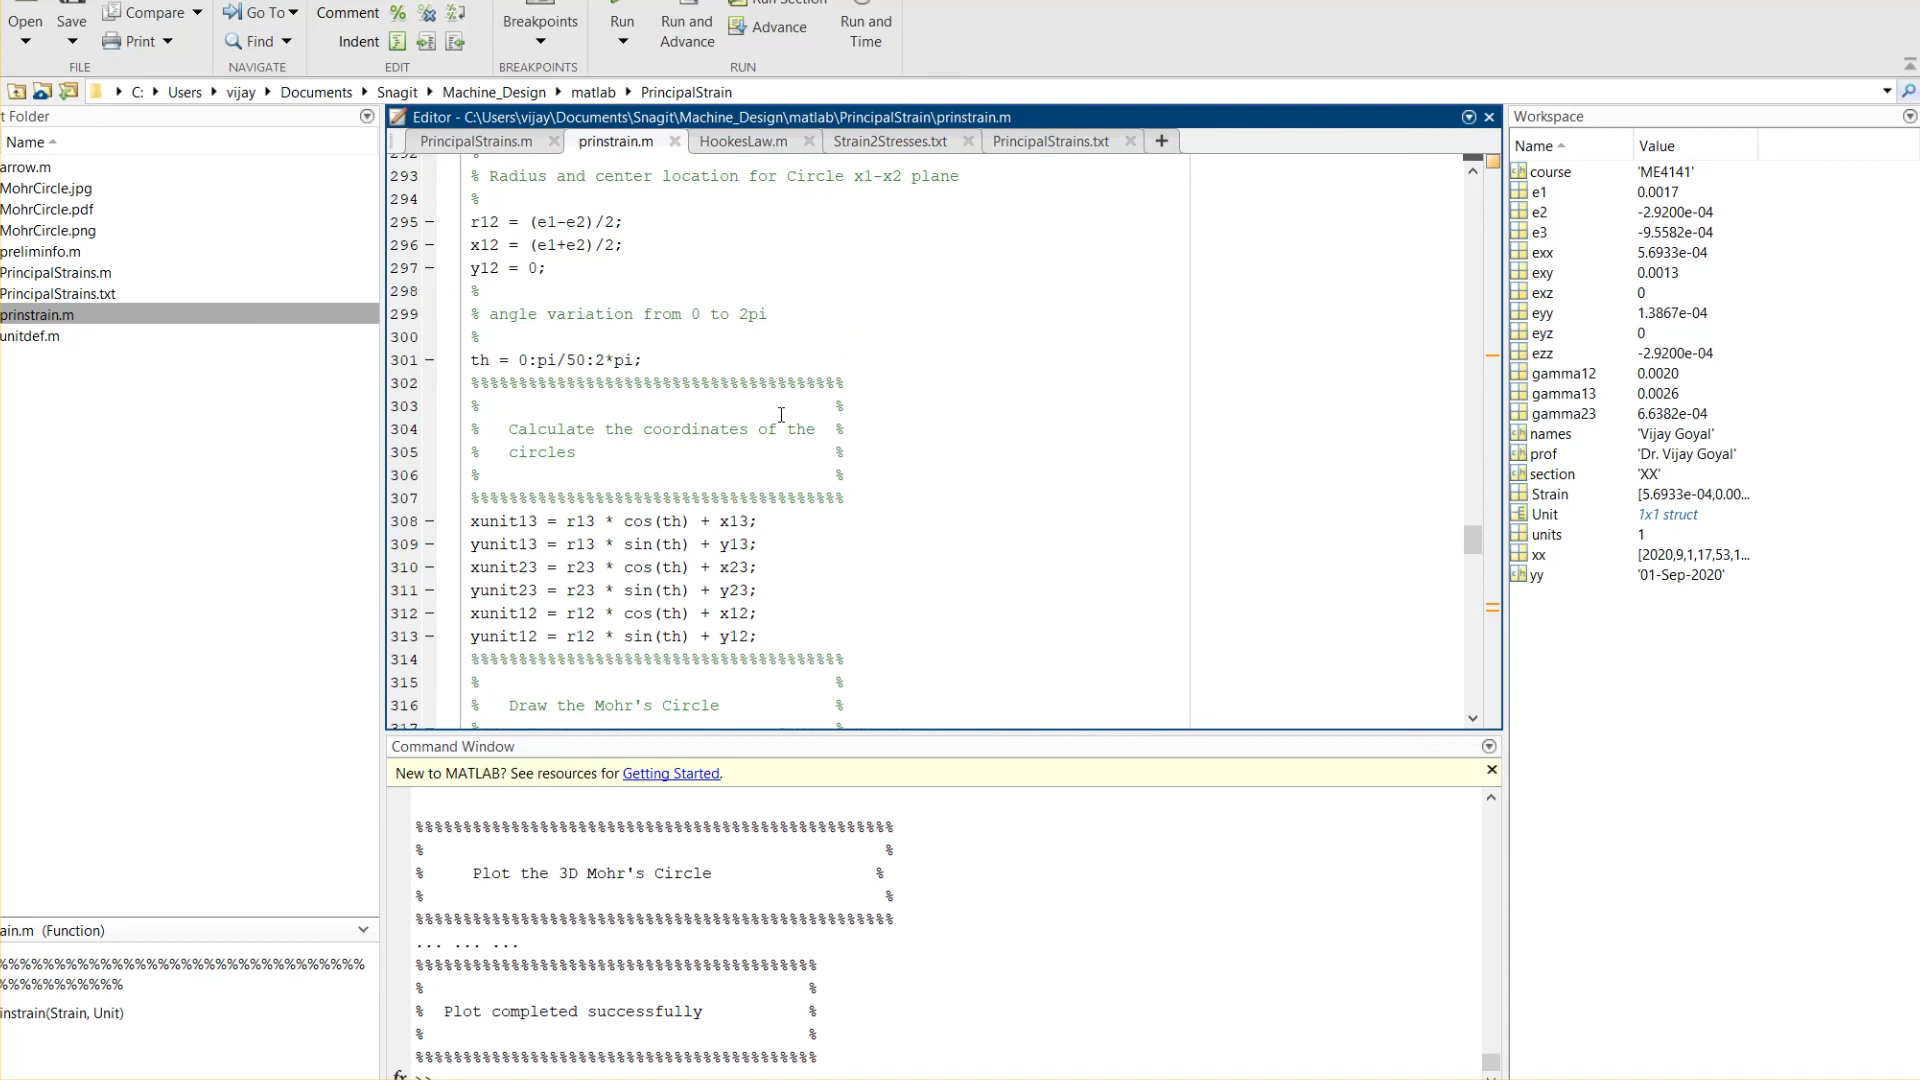 Open
Save
Compare
Print
FILE
Go To
Find
NAVIGATE
Comment
Indent
EDIT
Breakpoints
BREAKPOINTS
Run
Run and Advance
Run Section
Advance
Run and Time
RUN
C: Users vijay Documents Snagit Machine_Design matlab PrincipalStrain
t Folder
Name
arrow.m
MohrCircle.jpg
MohrCircle.pdf
MohrCircle.png
preliminfo.m
PrincipalStrains.m
PrincipalStrains.txt
prinstrain.m
unitdef.m
ain.m (Function)
%%%%%%%%%%%%%%%%%%%%%%%%%%%%%
%%%%%%%%%%%
instrain(Strain, Unit)
Editor - C:\Users\vijay\Documents\Snagit\Machine_Design\matlab\PrincipalStrain\prinstrain.m
PrincipalStrains.m prinstrain.m HookesLaw.m Strain2Stresses.txt PrincipalStrains.txt
292 %
293 % Radius and center location for Circle x1-x2 plane
294 %
295 r12 = (e1-e2)/2;
296 x12 = (e1+e2)/2;
297 y12 = 0;
298 %
299 % angle variation from 0 to 2pi
300 %
301 th = 0:pi/50:2*pi;
302 %%%%%%%%%%%%%%%%%%%%%%%%%%%%%%%%%%%%%%%
303 % %
304 % Calculate the coordinates of the %
305 % circles %
306 % %
307 %%%%%%%%%%%%%%%%%%%%%%%%%%%%%%%%%%%%%%%
308 xunit13 = r13 * cos(th) + x13;
309 yunit13 = r13 * sin(th) + y13;
310 xunit23 = r23 * cos(th) + x23;
311 yunit23 = r23 * sin(th) + y23;
312 xunit12 = r12 * cos(th) + x12;
313 yunit12 = r12 * sin(th) + y12;
314 %%%%%%%%%%%%%%%%%%%%%%%%%%%%%%%%%%%%%%%
315 % %
316 % Draw the Mohr's Circle %
317 % %
Command Window
New to MATLAB? See resources for Getting Started.
%%%%%%%%%%%%%%%%%%%%%%%%%%%%%%%%%%%%%%%%%%%%%%%%%%
% %
% Plot the 3D Mohr's Circle %
% %
%%%%%%%%%%%%%%%%%%%%%%%%%%%%%%%%%%%%%%%%%%%%%%%%%%
... ... ...
%%%%%%%%%%%%%%%%%%%%%%%%%%%%%%%%%%%%%%%%%%
% %
% Plot completed successfully %
% %
%%%%%%%%%%%%%%%%%%%%%%%%%%%%%%%%%%%%%%%%%%
fx >>
Workspace
Name Value
course 'ME4141'
e1 0.0017
e2 -2.9200e-04
e3 -9.5582e-04
exx 5.6933e-04
exy 0.0013
exz 0
eyy 1.3867e-04
eyz 0
ezz -2.9200e-04
gamma12 0.0020
gamma13 0.0026
gamma23 6.6382e-04
names 'Vijay Goyal'
prof 'Dr. Vijay Goyal'
section 'XX'
Strain [5.6933e-04,0.00...
Unit 1x1 struct
units 1
xx [2020,9,1,17,53,1...
yy '01-Sep-2020'